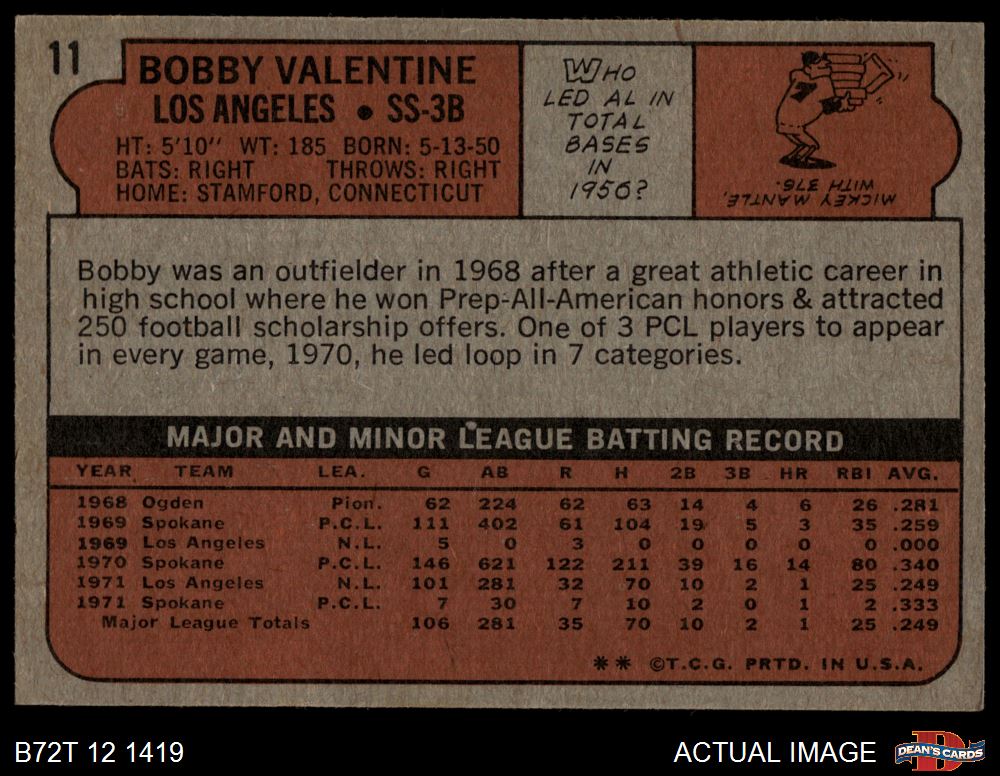 11
BOBBY VALENTINE
LOS ANGELES • SS-3B
HT: 5'10" WT: 185 BORN: 5-13-50
BATS: RIGHT THROWS: RIGHT
HOME: STAMFORD, CONNECTICUT
WHO
LED AL IN
TOTAL
BASES
IN
1956?
MICKEY MANTLE,
WITH 376.
7
Bobby was an outfielder in 1968 after a great athletic career in
high school where he won Prep-All-American honors & attracted
250 football scholarship offers. One of 3 PCL players to appear
in every game, 1970, he led loop in 7 categories.
MAJOR AND MINOR LEAGUE BATTING RECORD
YEAR TEAM LEA. G AB R H 2B 3B HR RBI AVG.
1968 Ogden Pion. 62 224 62 63 14 4 6 26 .281
1969 Spokane P.C.L. 111 402 61 104 19 5 3 35 .259
1969 Los Angeles N.L. 5 0 3 0 0 0 0 0 .000
1970 Spokane P.C.L. 146 621 122 211 39 16 14 80 .340
1971 Los Angeles N.L. 101 281 32 70 10 2 1 25 .249
1971 Spokane P.C.L. 7 30 7 10 2 0 1 2 .333
Major League Totals 106 281 35 70 10 2 1 25 .249
** ©T.C.G. PRTD. IN U.S.A.
B72T 12 1419
ACTUAL IMAGE
D
DEAN'S CARDS